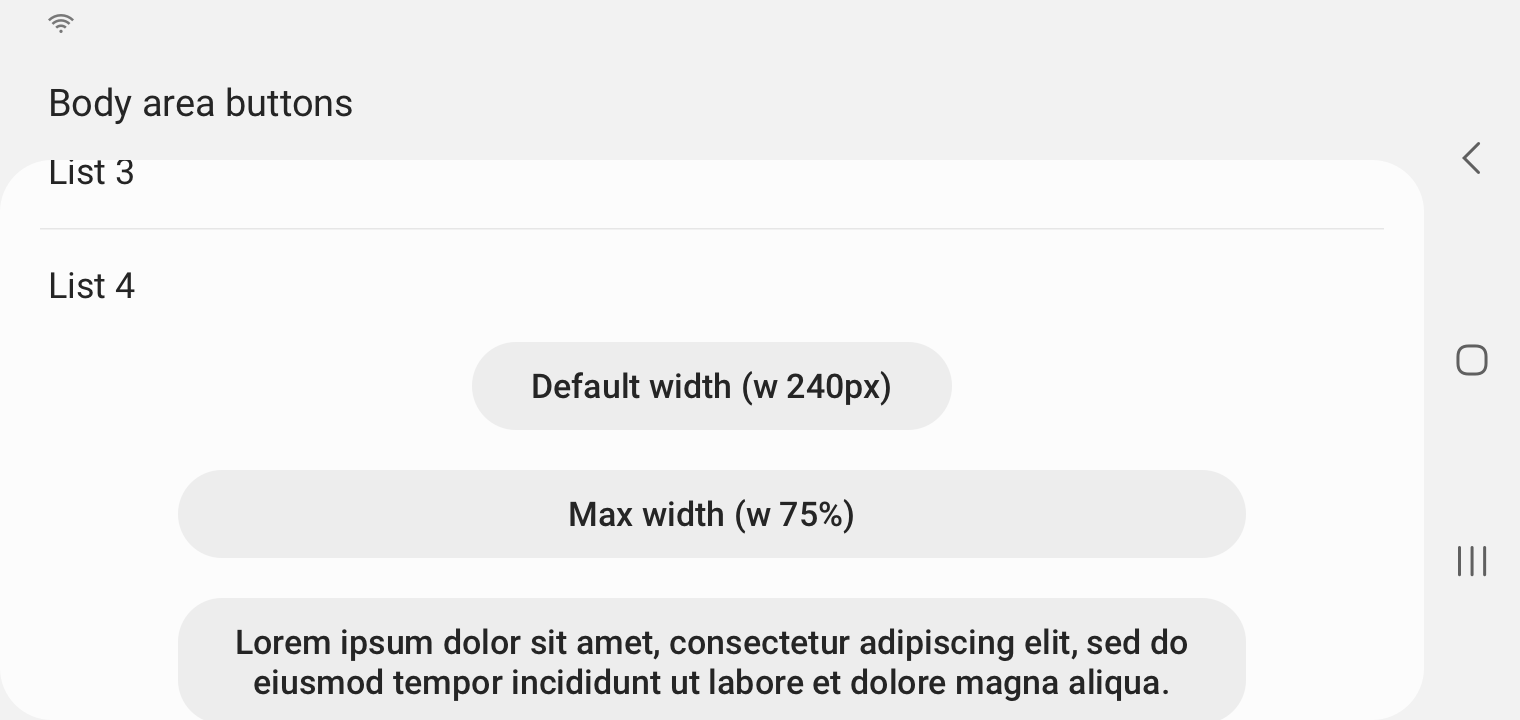 Body area buttons
List 3
List 4
Default width (w 240px)
Max width (w 75%)
Lorem ipsum dolor sit amet, consectetur adipiscing elit, sed do
eiusmod tempor incididunt ut labore et dolore magna aliqua.